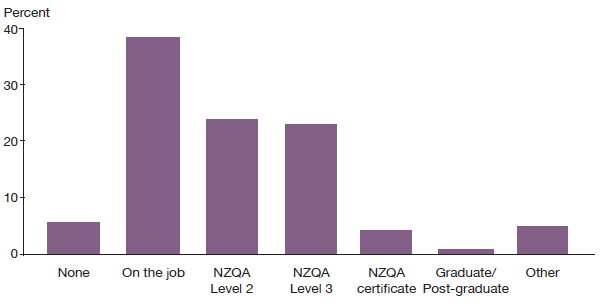 Percent
40
30
20
10
0
None On the job NZQA NZQA NZQA Graduate/ Other
Level 2 Level 3 certificate Post-graduate